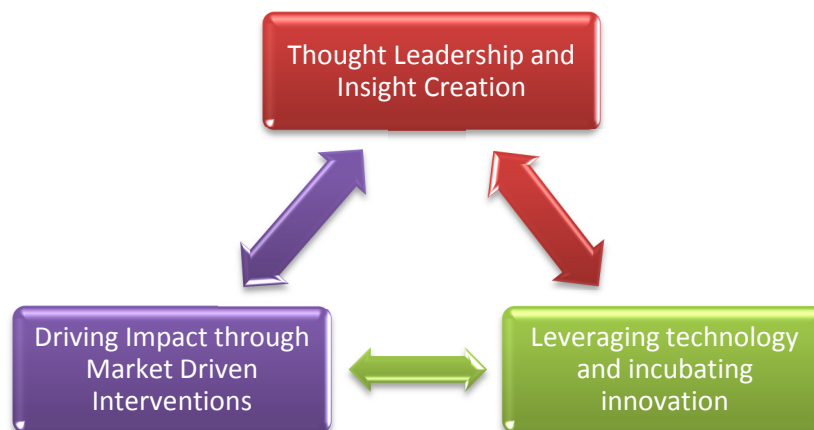 Thought Leadership and
Insight Creation
Driving Impact through
Market Driven
Interventions
Leveraging technology
and incubating
innovation